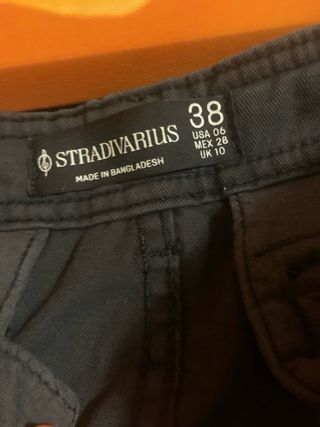 38
USA 06
MEX 28
UK 10
STRADIVARIUS
MADE IN BANGLADESH